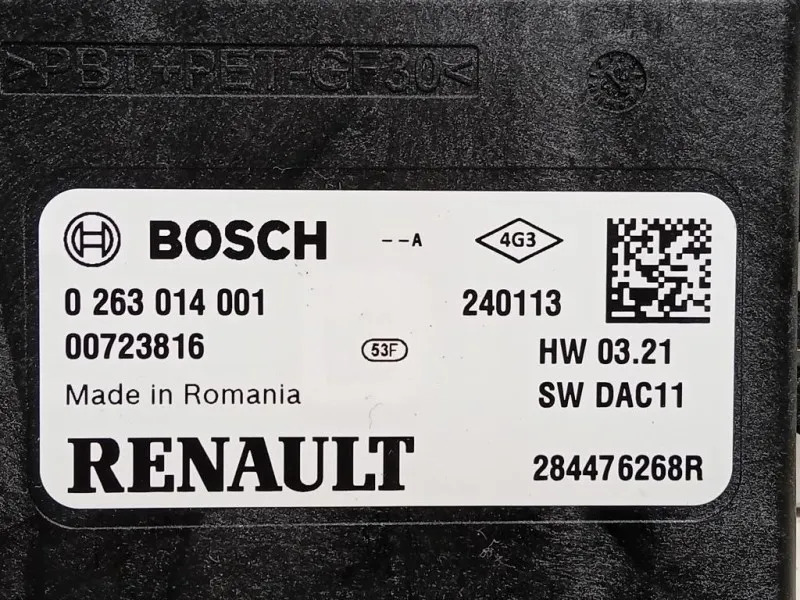 >PBT+PET-GF30<
BOSCH --A 4G3
0 263 014 001 240113
00723816 53F HW 03.21
Made in Romania SW DAC11
RENAULT 284476268R